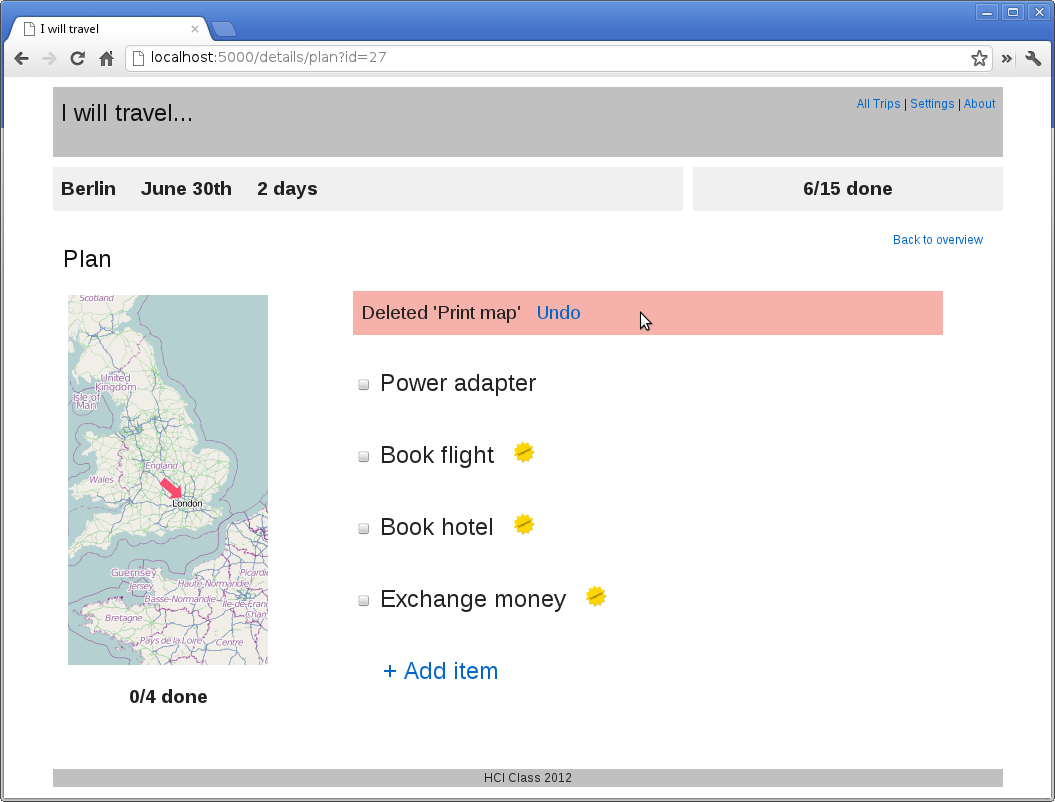 I will travel
localhost:5000/details/plan?id=27
I will travel...
All Trips | Settings | About
Berlin June 30th 2 days
6/15 done
Back to overview
Plan
Deleted 'Print map' Undo
Power adapter
Book flight
Book hotel
Exchange money
+ Add item
Scotland
United
Kingdom
Isle of
Man
England
Wales
London
Guernsey
Jersey
Picardie
Haute-Normandie
Basse-Normandie
Île-de-France
Cham
Bretagne
Pays de la Loire
Centre
0/4 done
HCI Class 2012